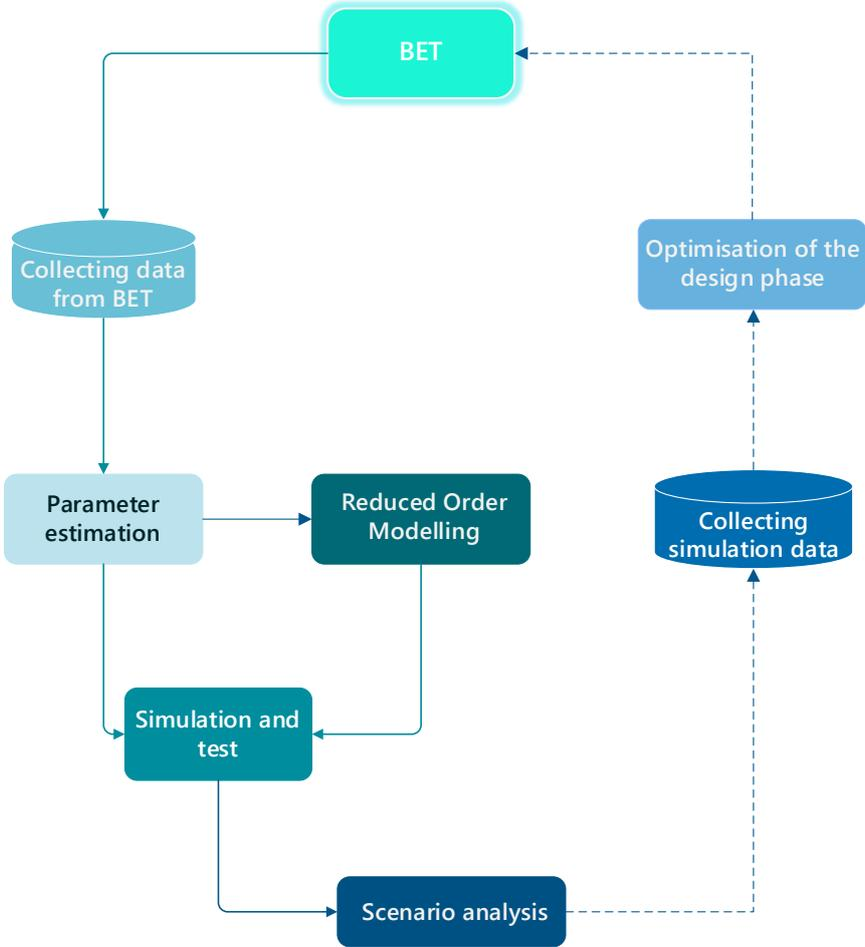 BET
Collecting data
from BET
Optimisation of the
design phase
Parameter
estimation
Reduced Order
Modelling
Collecting
simulation data
Simulation and
test
Scenario analysis